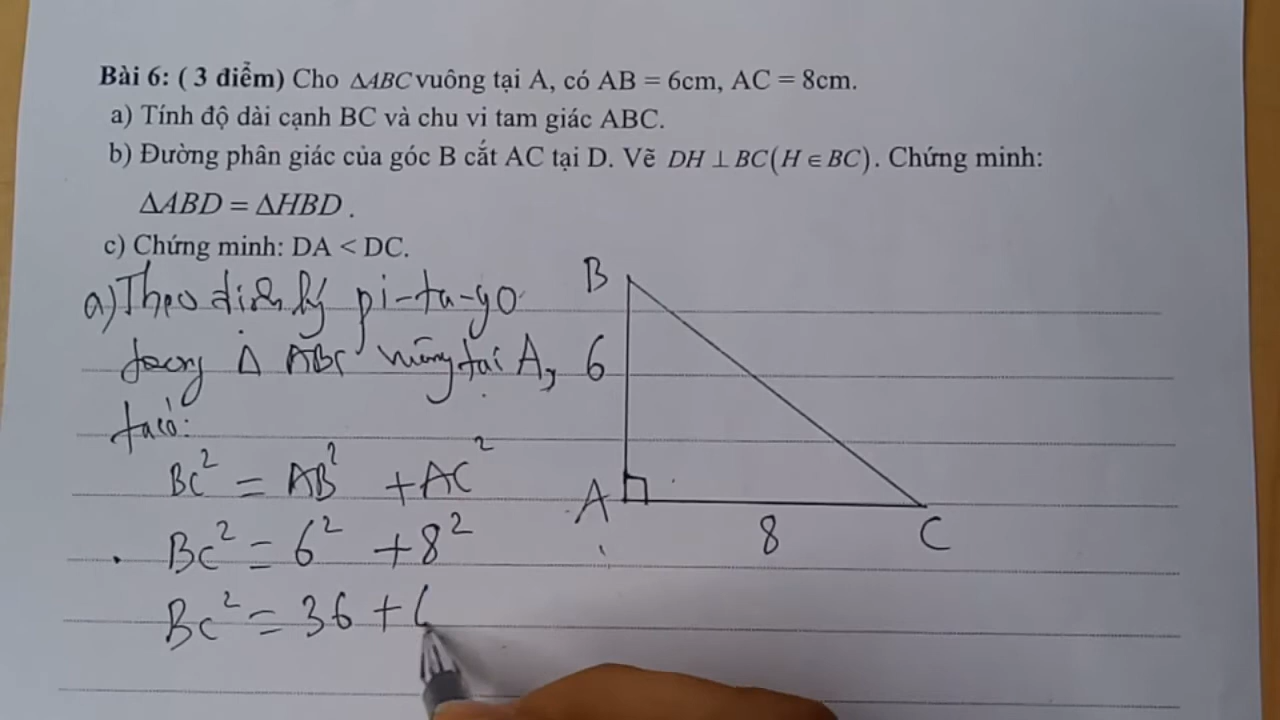 Bài 6: ( 3 điểm) Cho ΔABC vuông tại A, có AB = 6cm, AC = 8cm.
a) Tính độ dài cạnh BC và chu vi tam giác ABC.
b) Đường phân giác của góc B cắt AC tại D. Vẽ DH ⊥ BC(H ∈ BC). Chứng minh:
ΔABD = ΔHBD .
c) Chứng minh: DA < DC.
a) Theo định lý pi-ta-go
trong Δ ABC vuông tại A,
ta có:
BC² = AB² + AC²
BC² = 6² + 8²
BC² = 36 +
B
6
A
8
C